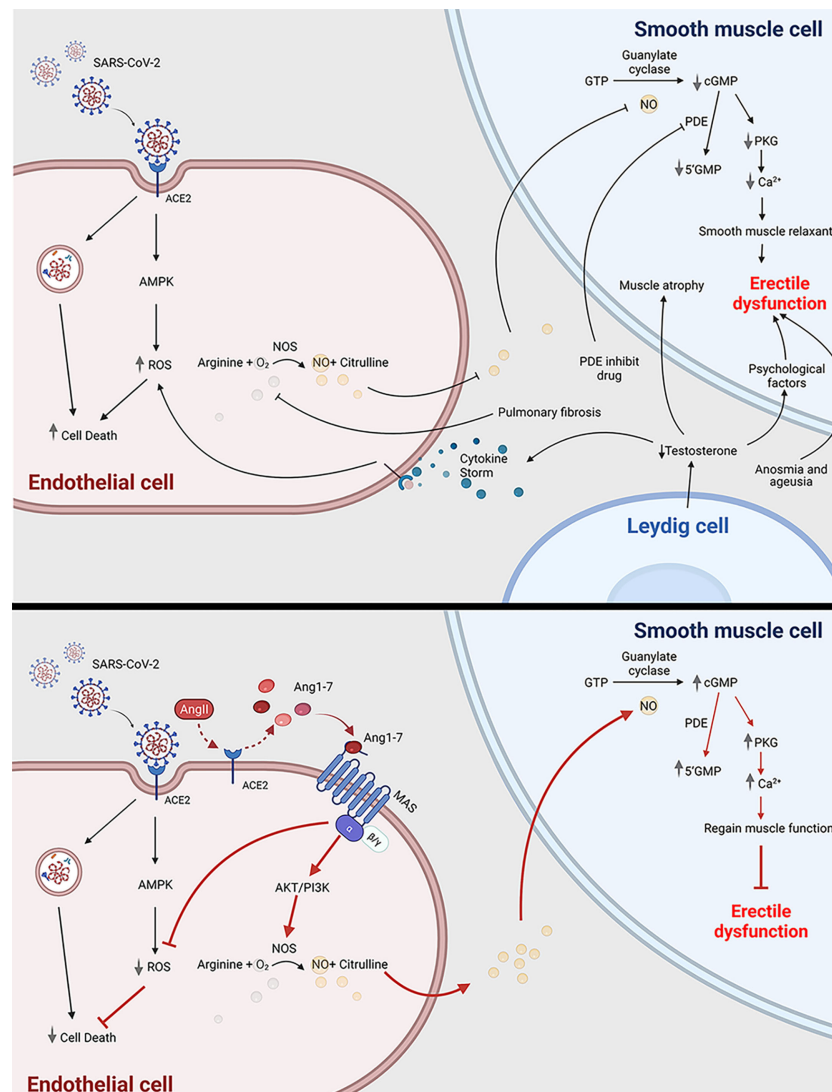 Smooth muscle cell
SARS-CoV-2
Guanylate
cyclase
GTP
cGMP
NO
PDE
PKG
5'GMP
Ca²⁺
ACE2
Smooth muscle relaxant
AMPK
Muscle atrophy
Erectile
dysfunction
NOS
ROS
Arginine + O₂
NO+ Citrulline
PDE inhibit
drug
Psychological
factors
Pulmonary fibrosis
Cell Death
Testosterone
Cytokine
Storm
Anosmia and
ageusia
Endothelial cell
Leydig cell
Smooth muscle cell
SARS-CoV-2
Guanylate
cyclase
Ang1-7
GTP
cGMP
AngII
NO
PDE
Ang1-7
PKG
5'GMP
Ca²⁺
ACE2
ACE2
MAS
Regain muscle function
α
β/γ
AMPK
AKT/PI3K
Erectile
dysfunction
NOS
ROS
Arginine + O₂
NO+ Citrulline
Cell Death
Endothelial cell